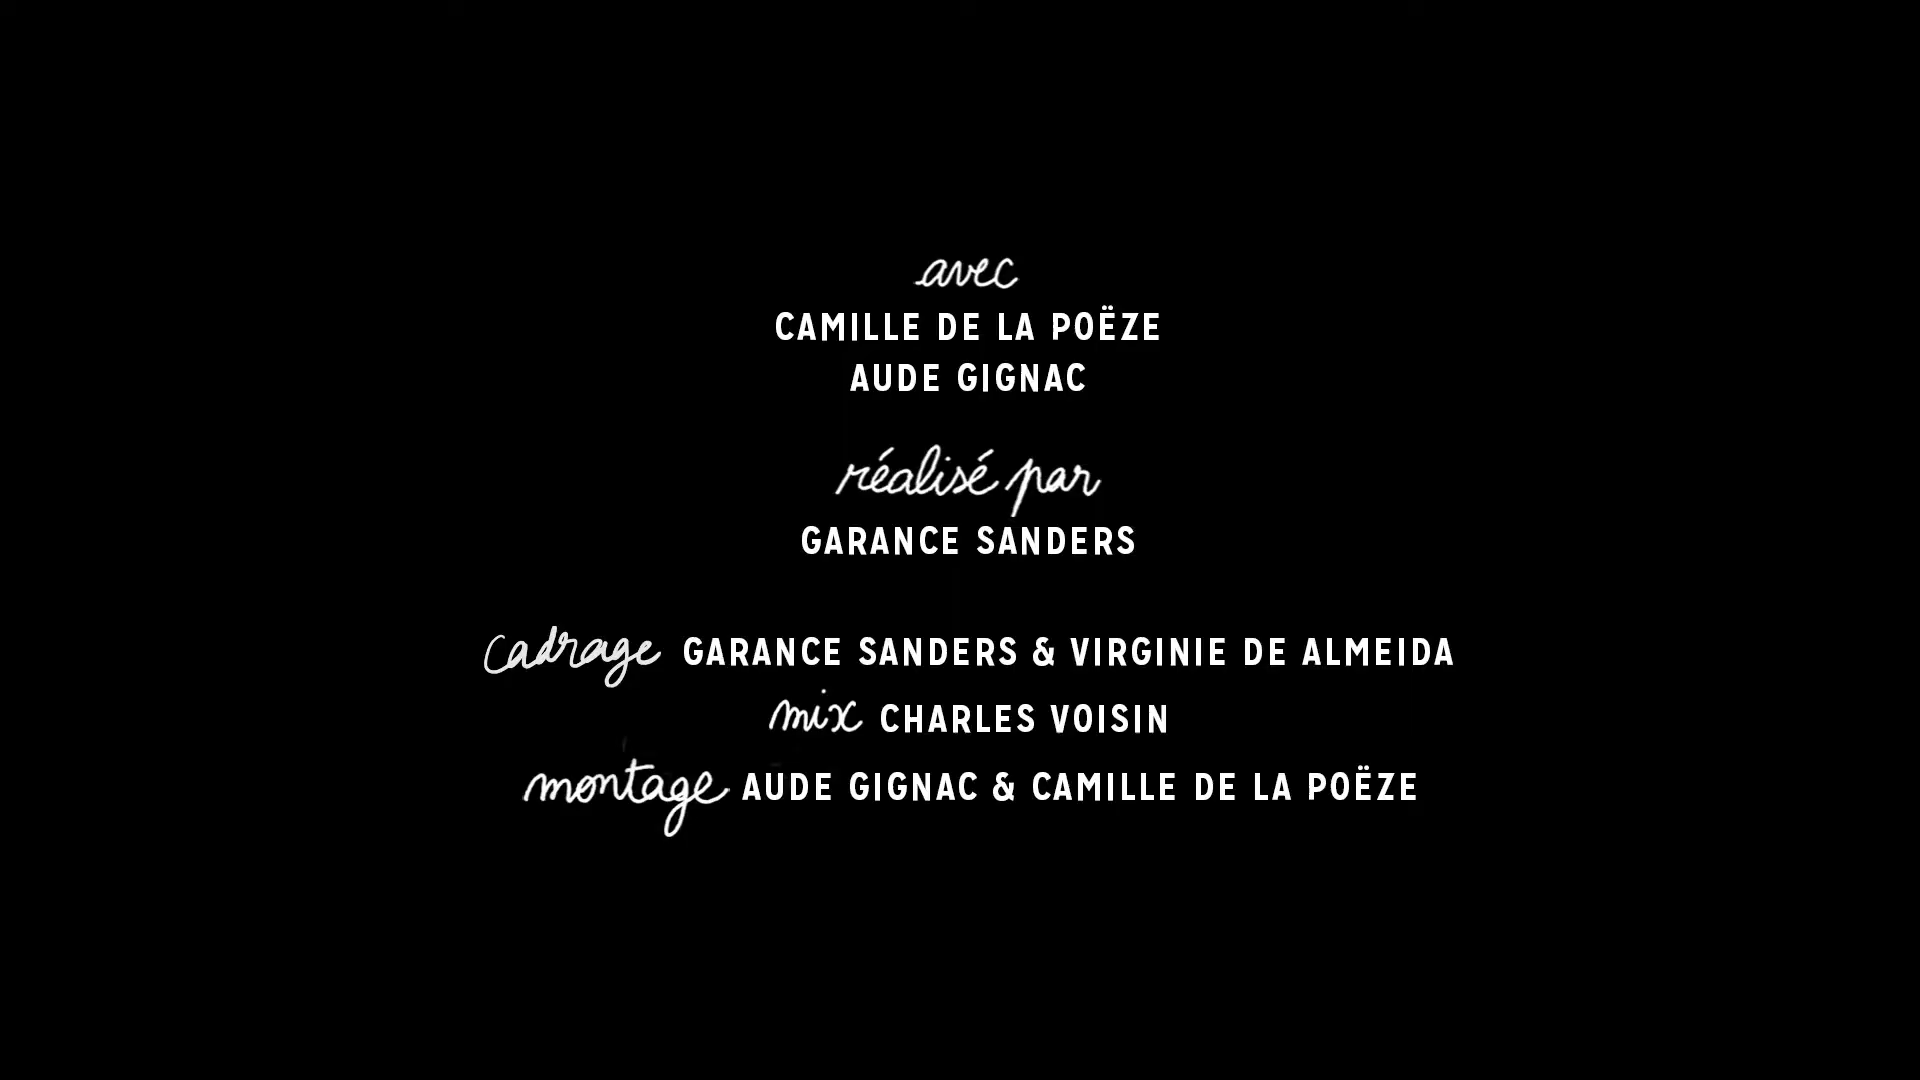 avec
CAMILLE DE LA POËZE
AUDE GIGNAC
réalisé par
GARANCE SANDERS
cadrage GARANCE SANDERS & VIRGINIE DE ALMEIDA
mix CHARLES VOISIN
montage AUDE GIGNAC & CAMILLE DE LA POËZE